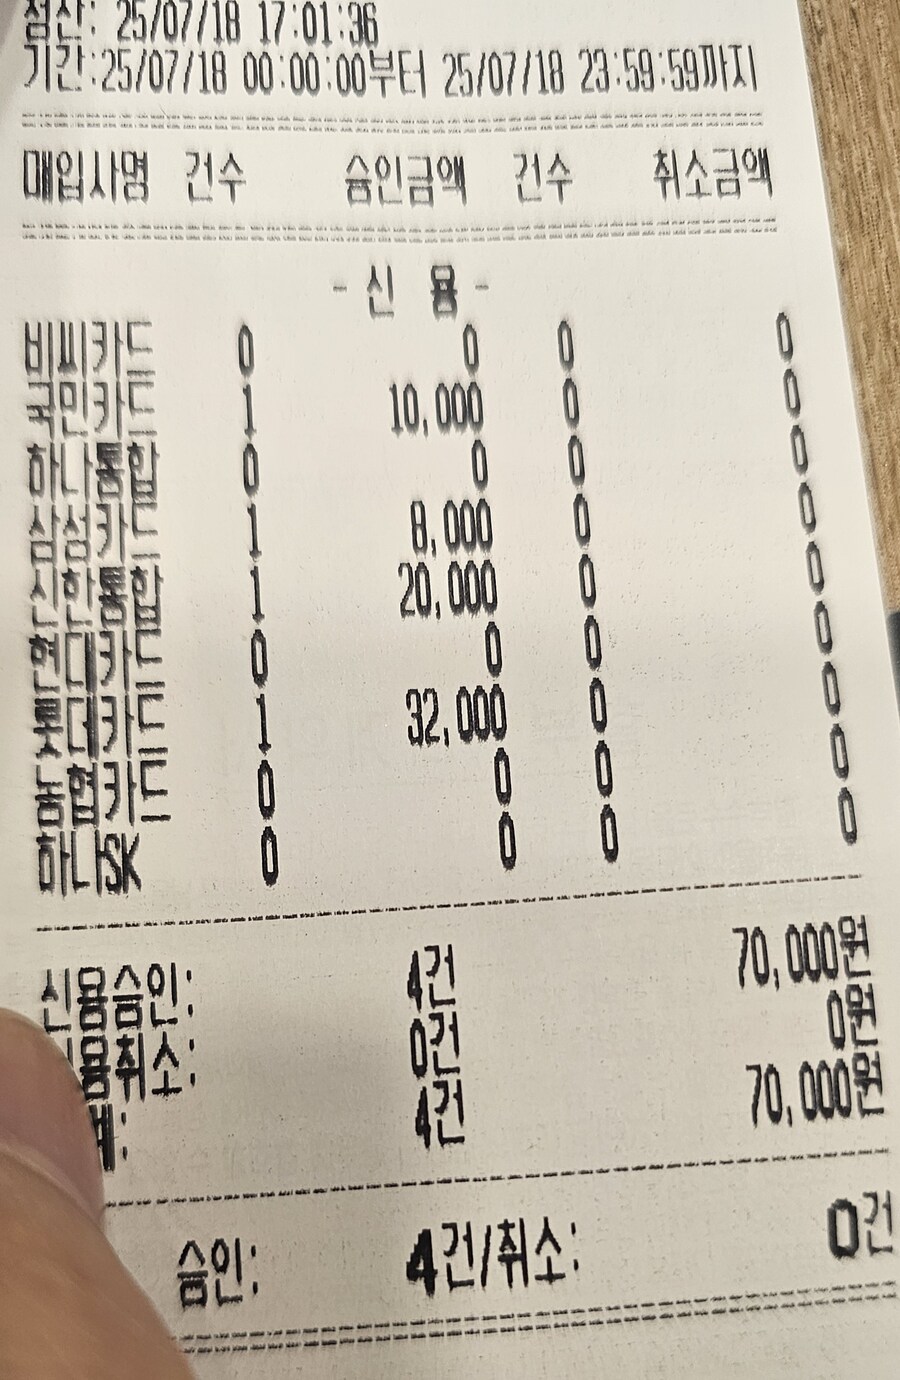 정산: 25/07/18 17:01:36
기간:25/07/18 00:00:00부터 25/07/18 23:59:59까지
매입사명 건수 승인금액 건수 취소금액
- 신 용 -
비씨카드 0 0 0 0
국민카드 1 10,000 0 0
하나통합 0 0 0 0
삼성카드 1 8,000 0 0
신한통합 1 20,000 0 0
현대카드 0 0 0 0
롯데카드 1 32,000 0 0
농협카드 0 0 0 0
하나SK 0 0 0 0
신용승인: 4건 70,000원
용취소: 0건 0원
계: 4건 70,000원
승인: 4건/취소: 0건